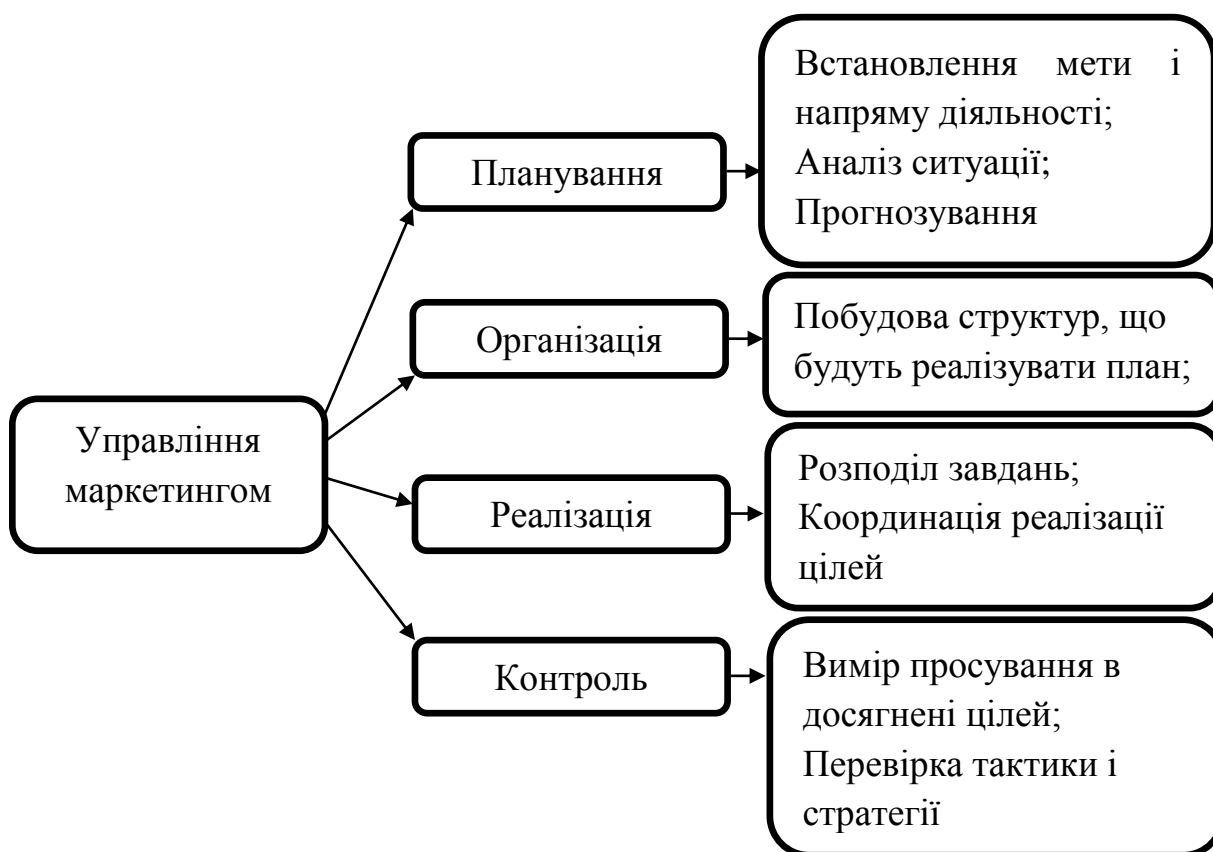 Встановлення мети і
напряму діяльності;
Аналіз ситуації;
Прогнозування
Планування
Організація
Побудова структур, що
будуть реалізувати план;
Управління
маркетингом
Реалізація
Розподіл завдань;
Координація реалізації
цілей
Контроль
Вимір просування в
досягнені цілей;
Перевірка тактики і
стратегії